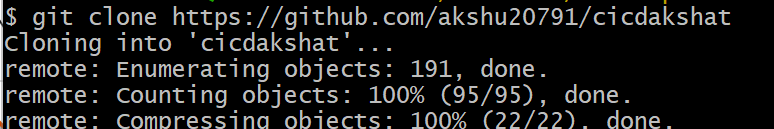 $ git clone https://github.com/akshu20791/cicdakshat
Cloning into 'cicdakshat'...
remote: Enumerating objects: 191, done.
remote: Counting objects: 100% (95/95), done.
remote: Compressing objects: 100% (22/22), done.